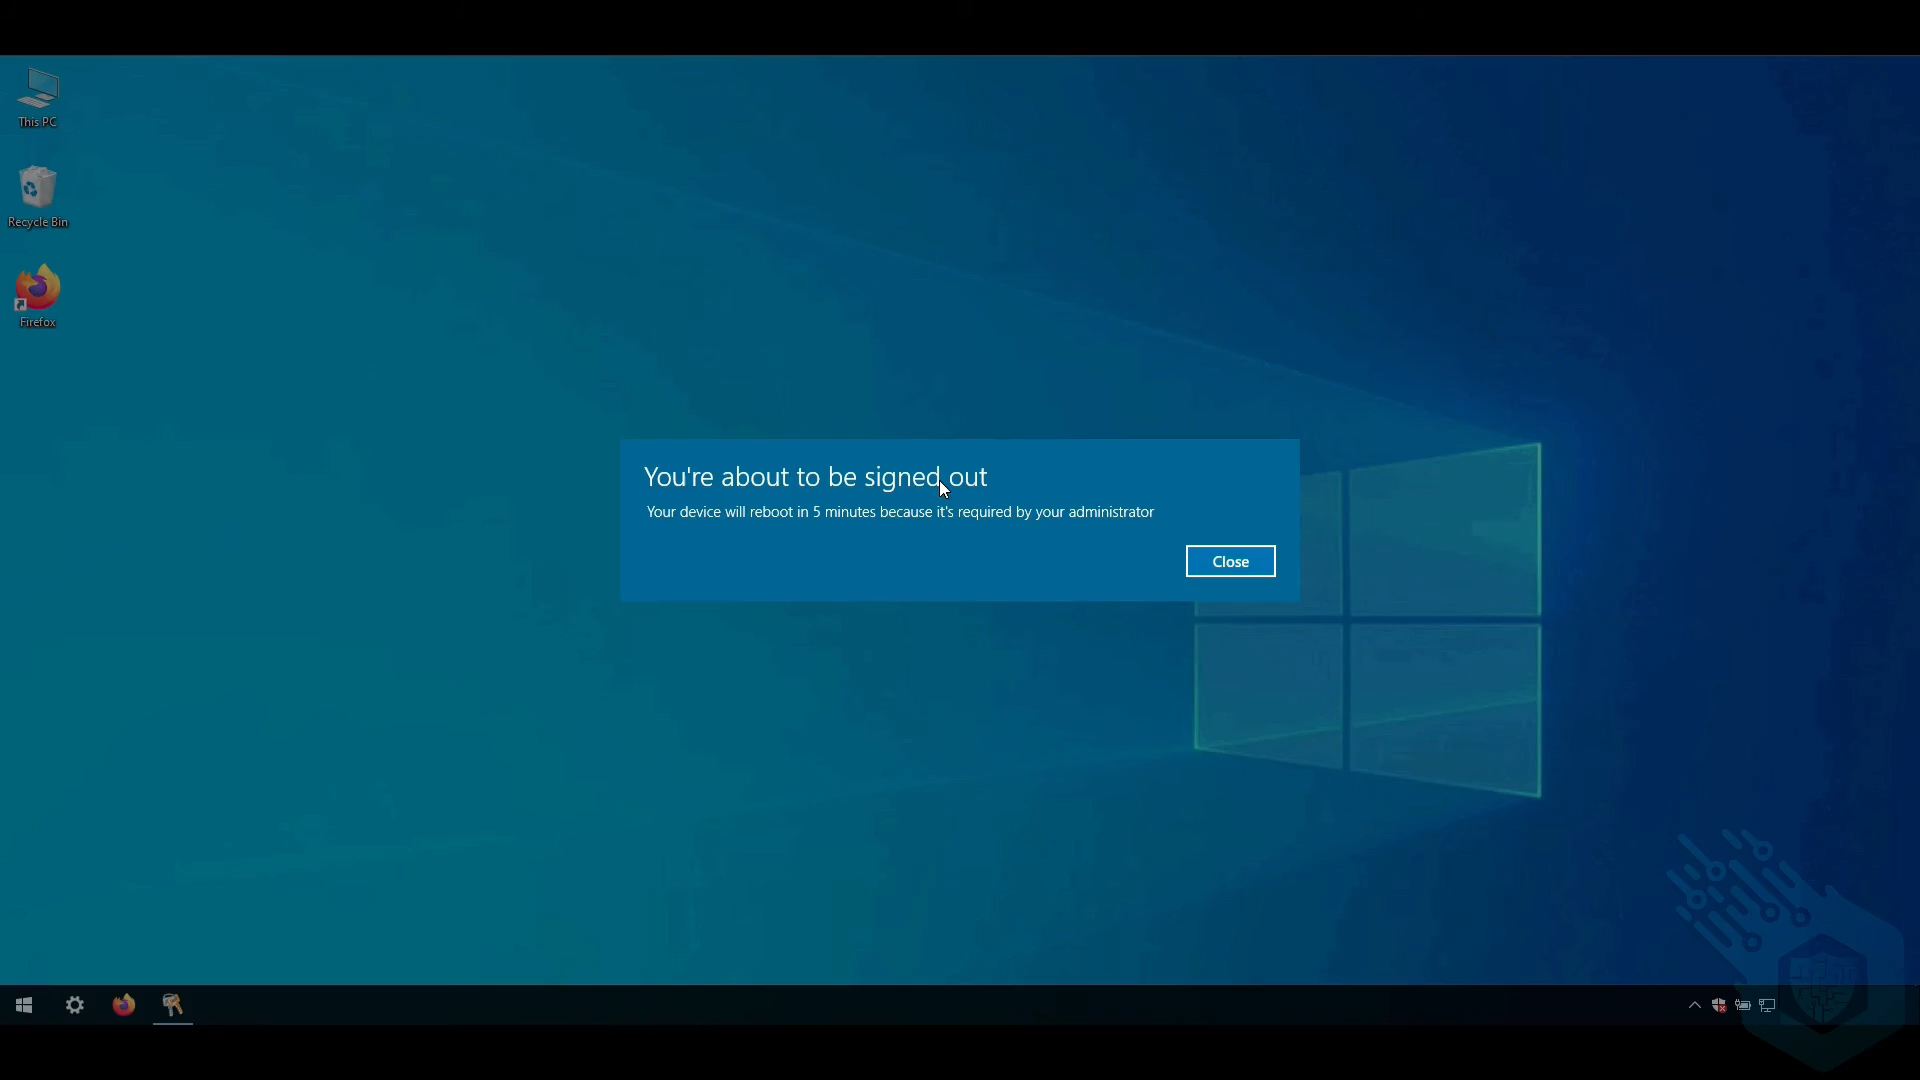 This PC
Recycle Bin
Firefox
You're about to be signed out
Your device will reboot in 5 minutes because it's required by your administrator
Close